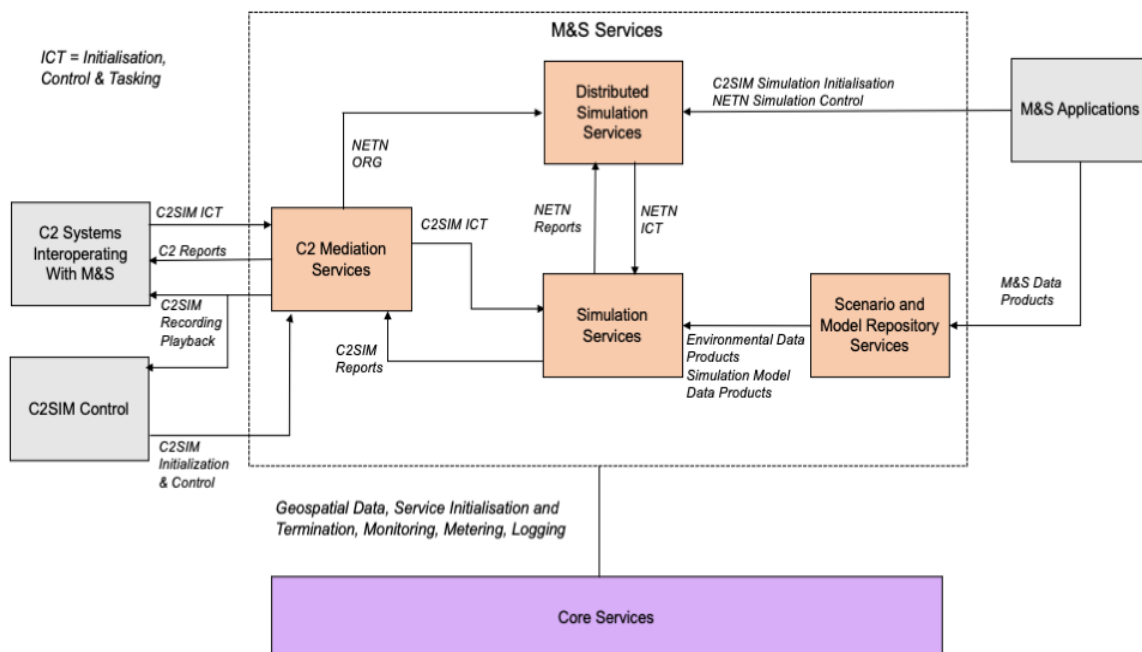 M&S Services
ICT = Initialisation,
Control & Tasking
Distributed
Simulation
Services
C2SIM Simulation Initialisation
NETN Simulation Control
M&S Applications
NETN
ORG
C2SIM ICT
C2 Systems
Interoperating
With M&S
C2 Reports
C2 Mediation
Services
C2SIM ICT
NETN
Reports
NETN
ICT
C2SIM
Recording
Playback
Simulation
Services
Scenario and
Model Repository
Services
M&S Data
Products
C2SIM
Reports
Environmental Data
Products
Simulation Model
Data Products
C2SIM Control
C2SIM
Initialization
& Control
Geospatial Data, Service Initialisation and
Termination, Monitoring, Metering, Logging
Core Services